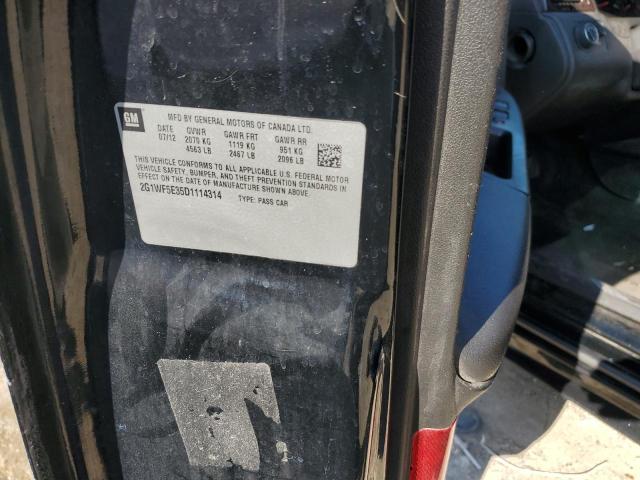 GM
MFD BY GENERAL MOTORS OF CANADA LTD.
DATE GVWR GAWR FRT GAWR RR
07/12 2070 KG 1119 KG 951 KG
4563 LB 2467 LB 2096 LB
THIS VEHICLE CONFORMS TO ALL APPLICABLE U.S. FEDERAL MOTOR
VEHICLE SAFETY, BUMPER, AND THEFT PREVENTION STANDARDS IN
EFFECT ON THE DATE OF MANUFACTURE SHOWN ABOVE.
2G1WF5E35D1114314 TYPE: PASS CAR